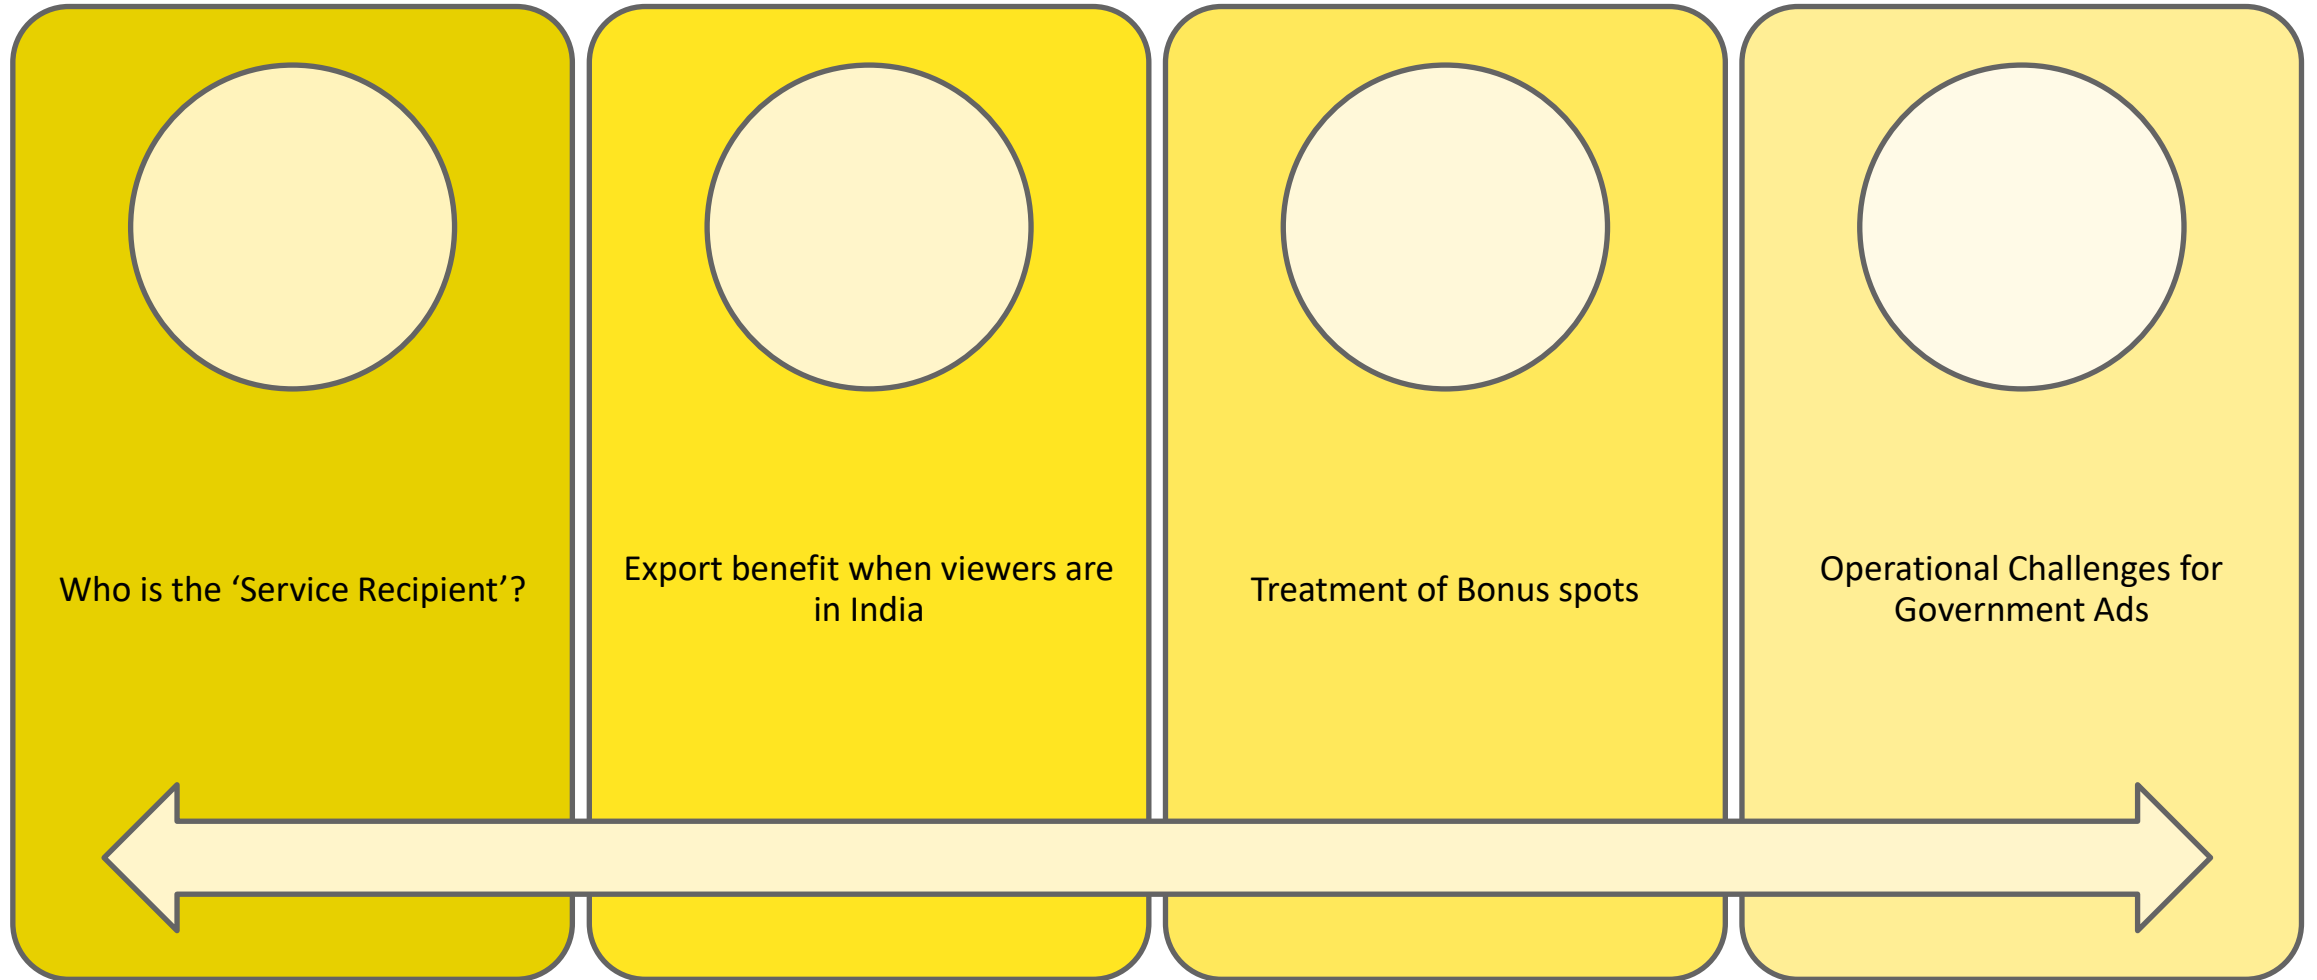 Who is the ‘Service Recipient’?
Export benefit when viewers are
in India
Treatment of Bonus spots
Operational Challenges for
Government Ads